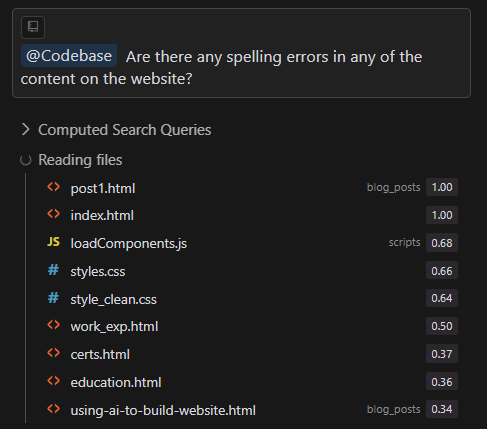 @Codebase Are there any spelling errors in any of the
content on the website?
Computed Search Queries
Reading files
<> post1.html blog_posts 1.00
<> index.html 1.00
JS loadComponents.js scripts 0.68
# styles.css 0.66
# style_clean.css 0.64
<> work_exp.html 0.50
<> certs.html 0.37
<> education.html 0.36
<> using-ai-to-build-website.html blog_posts 0.34